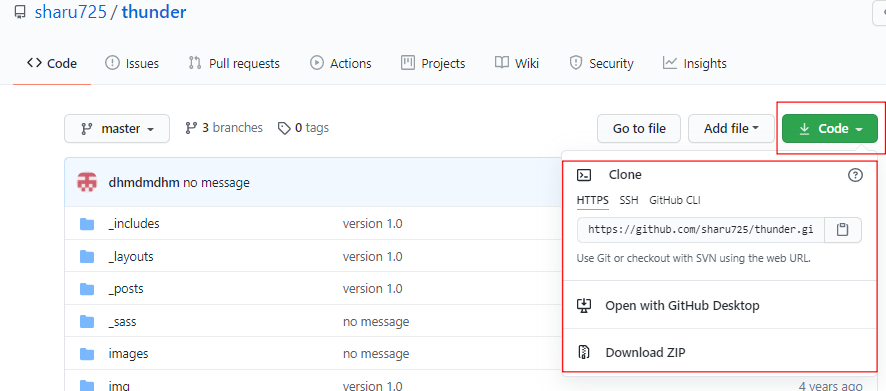 sharu725 / thunder
Code Issues Pull requests Actions Projects Wiki Security Insights
master 3 branches 0 tags Go to file Add file Code
dhmdmdhm no message
_includes version 1.0
_layouts version 1.0
_posts version 1.0
_sass no message
images no message
img version 1.0 4 years ago
Clone
HTTPS SSH GitHub CLI
https://github.com/sharu725/thunder.gi
Use Git or checkout with SVN using the web URL.
Open with GitHub Desktop
Download ZIP